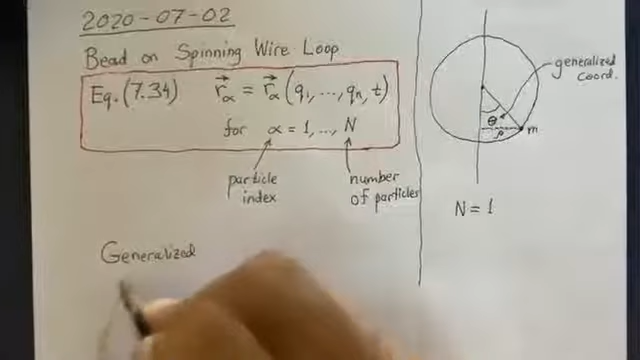 2020-07-02
Bead on Spinning Wire Loop
Eq. (7.34) r⃗α = r⃗α (q1, ..., qn, t)
for α = 1, ..., N
particle
index
number
of particles
Generalized
generalized
coord.
θ
ρ
m
N = 1